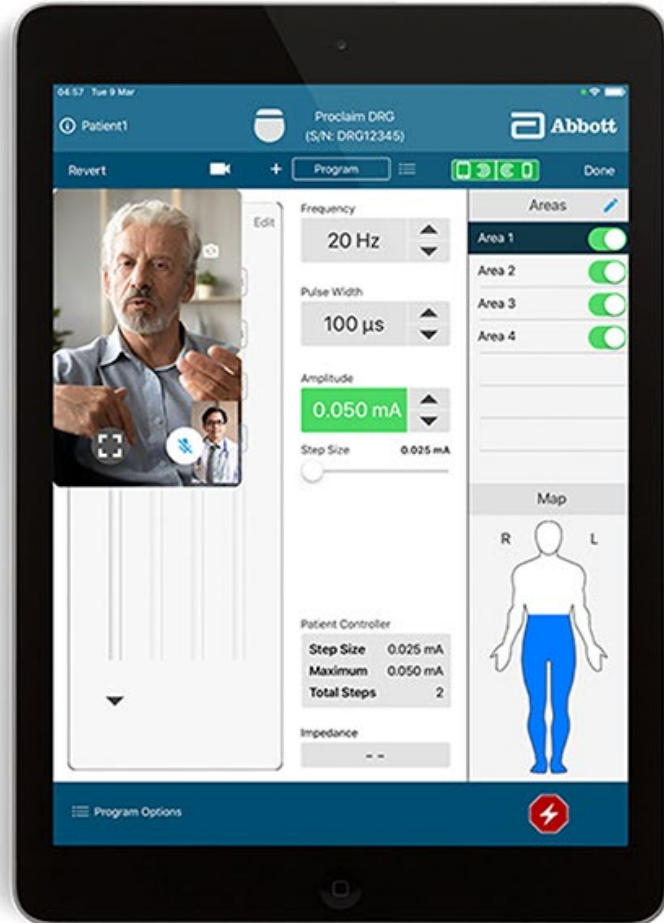 04:57 Tue 9 Mar
Patient1
Proclaim DRG
(S/N: DRG12345)
Abbott
Revert
Program
Done
Edit
Frequency
20 Hz
Pulse Width
100 µs
Amplitude
0.050 mA
Step Size 0.025 mA
Patient Controller
Step Size 0.025 mA
Maximum 0.050 mA
Total Steps 2
Impedance
--
Areas
Area 1
Area 2
Area 3
Area 4
Map
R L
Program Options